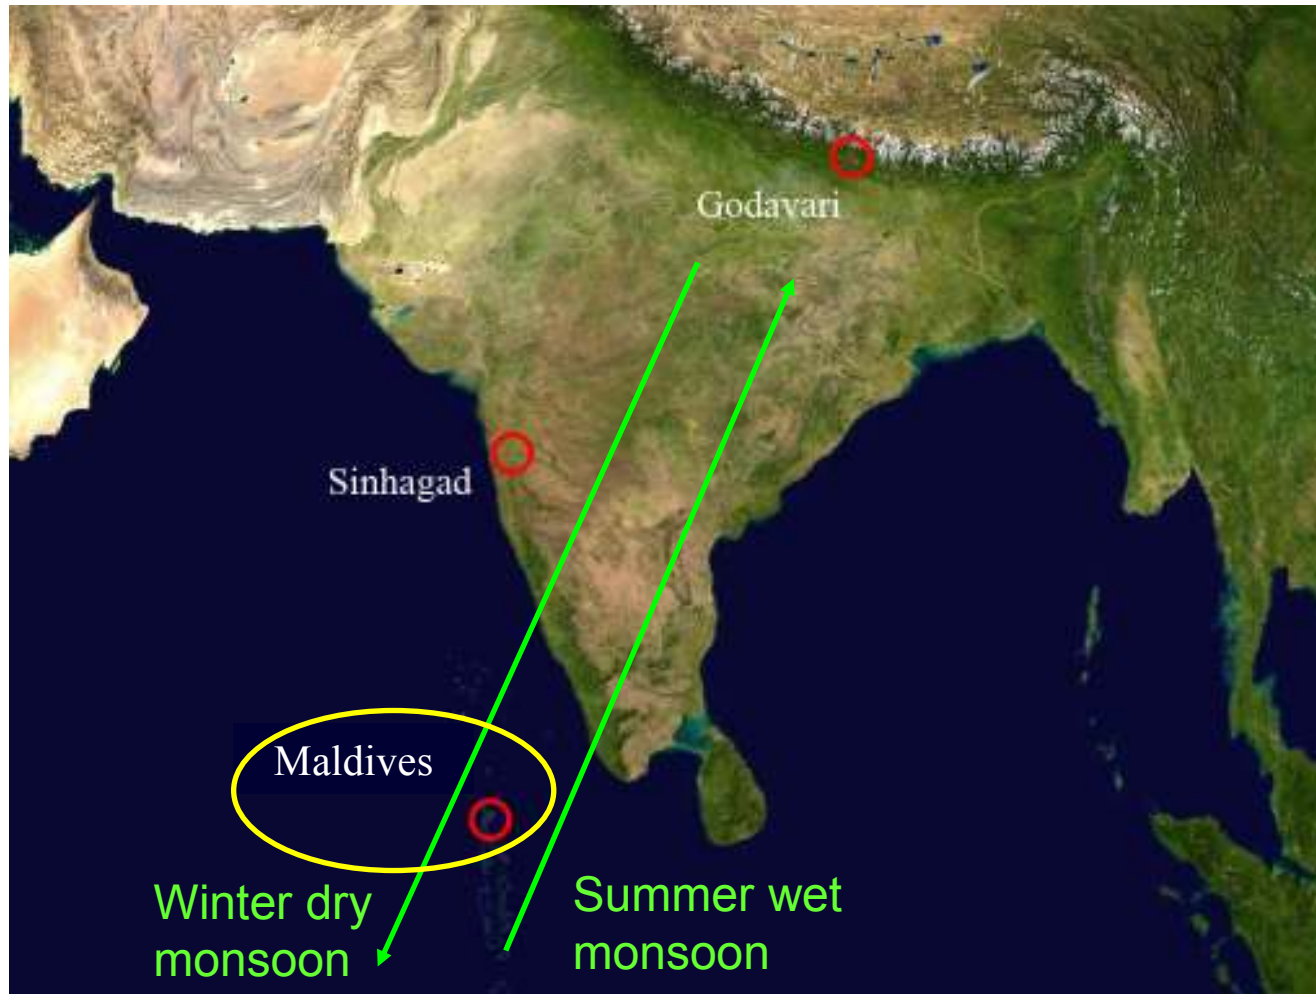 Godavari
Sinhagad
Maldives
Winter dry
monsoon
Summer wet
monsoon